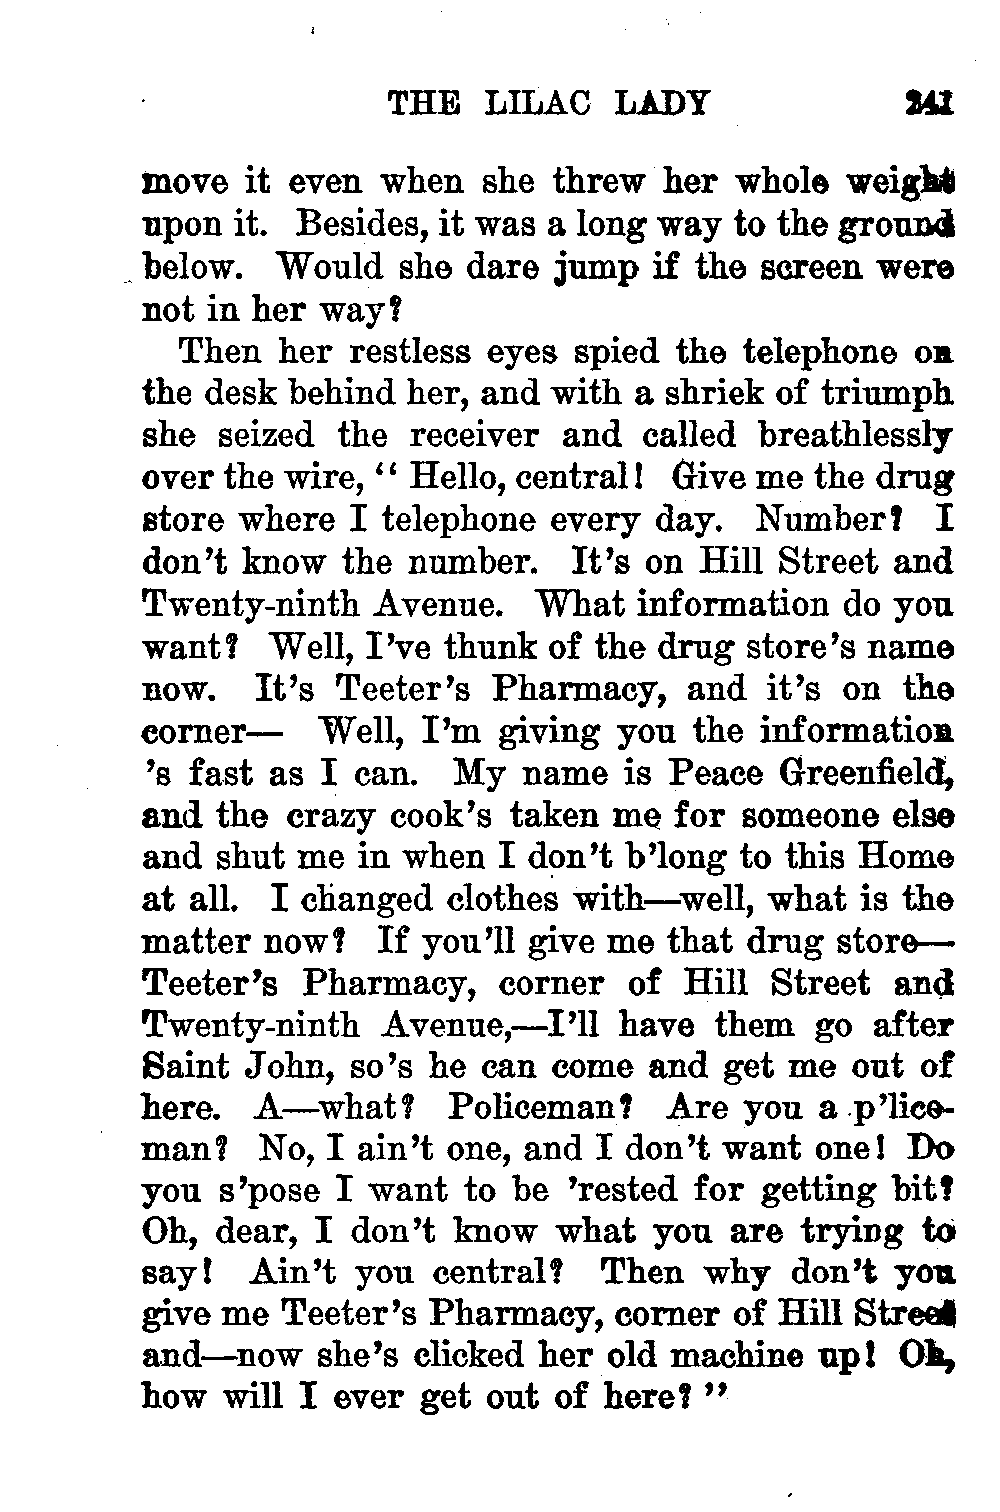 THE LILAC LADY 241
move it even when she threw her whole weight
upon it. Besides, it was a long way to the ground
below. Would she dare jump if the screen were
not in her way?
Then her restless eyes spied the telephone on
the desk behind her, and with a shriek of triumph
she seized the receiver and called breathlessly
over the wire, “ Hello, central! Give me the drug
store where I telephone every day. Number? I
don’t know the number. It’s on Hill Street and
Twenty-ninth Avenue. What information do you
want? Well, I’ve thunk of the drug store’s name
now. It’s Teeter’s Pharmacy, and it’s on the
corner— Well, I’m giving you the information
’s fast as I can. My name is Peace Greenfield,
and the crazy cook’s taken me for someone else
and shut me in when I don’t b’long to this Home
at all. I changed clothes with—well, what is the
matter now? If you’ll give me that drug store—
Teeter’s Pharmacy, corner of Hill Street and
Twenty-ninth Avenue,—I’ll have them go after
Saint John, so’s he can come and get me out of
here. A—what? Policeman? Are you a p’lice-
man? No, I ain’t one, and I don’t want one! Do
you s’pose I want to be ’rested for getting bit?
Oh, dear, I don’t know what you are trying to
say! Ain’t you central? Then why don’t you
give me Teeter’s Pharmacy, corner of Hill Street
and—now she’s clicked her old machine up! Oh,
how will I ever get out of here? ”